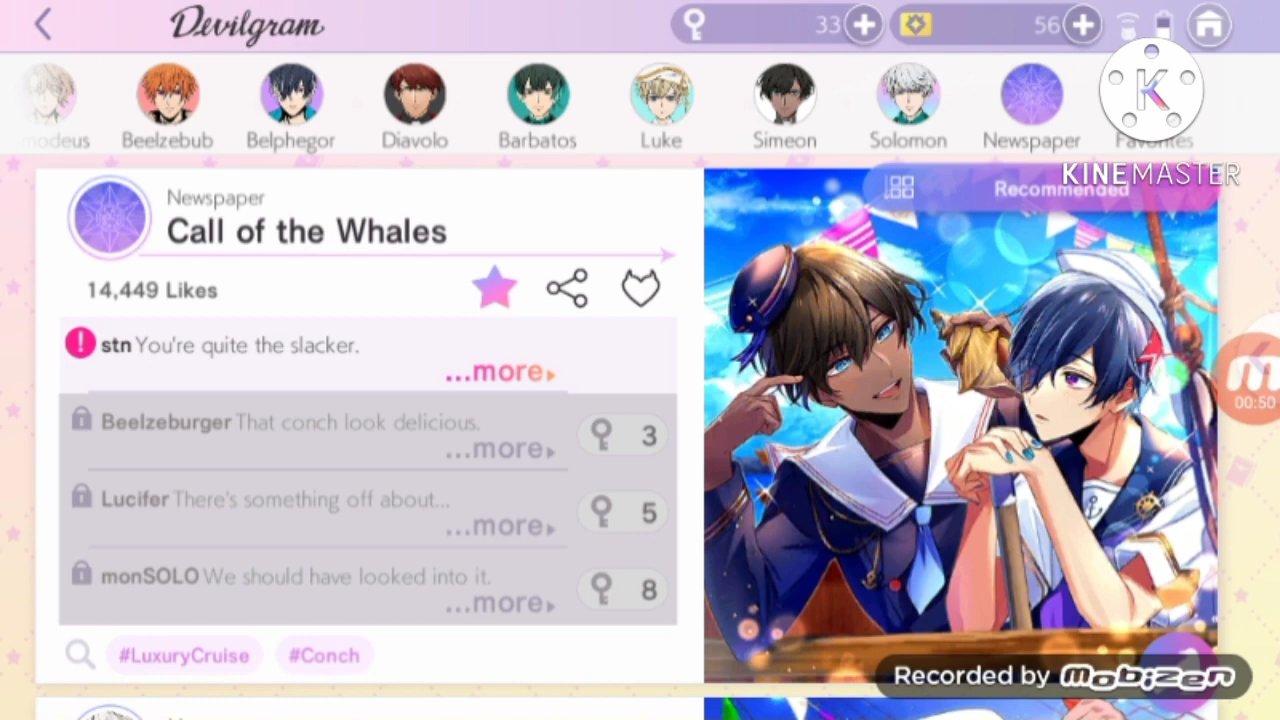 Devilgram
33
56
modeus
Beelzebub
Belphegor
Diavolo
Barbatos
Luke
Simeon
Solomon
Newspaper
Favorites
K
KINEMASTER
Newspaper
Call of the Whales
Recommended
14,449 Likes
! stn You're quite the slacker.
...more
Beelzeburger That conch look delicious.
...more
3
Lucifer There's something off about...
...more
5
monSOLO We should have looked into it.
...more
8
#LuxuryCruise #Conch
m
00:50
Recorded by mobizen